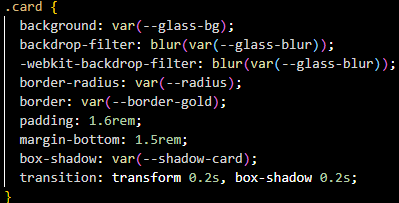 .card {
background: var(--glass-bg);
backdrop-filter: blur(var(--glass-blur));
-webkit-backdrop-filter: blur(var(--glass-blur));
border-radius: var(--radius);
border: var(--border-gold);
padding: 1.6rem;
margin-bottom: 1.5rem;
box-shadow: var(--shadow-card);
transition: transform 0.2s, box-shadow 0.2s;
}